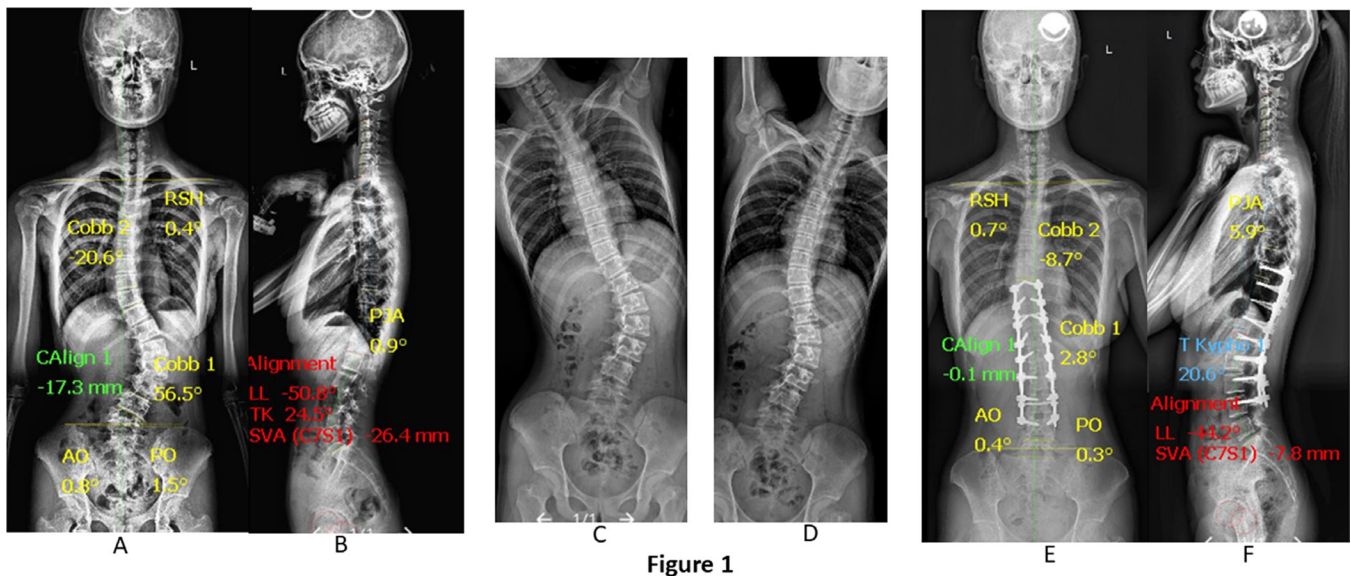 L
RSH
0.4°
Cobb 2
-20.6°
CAlign 1
-17.3 mm
Cobb 1
56.5°
AO
0.8°
PO
1.5°
A
L
PJA
0.9°
Alignment
LL -50.8°
TK 24.5°
SVA (C7S1) -26.4 mm
1/1
B
1/1
C
D
L
RSH
0.7°
Cobb 2
-8.7°
Cobb 1
2.8°
CAlign 1
-0.1 mm
AO
0.4°
PO
0.3°
E
L
PJA
5.9°
T Kypho 1
20.6°
Alignment
LL -44.2°
SVA (C7S1) -7.8 mm
1/1
F
Figure 1